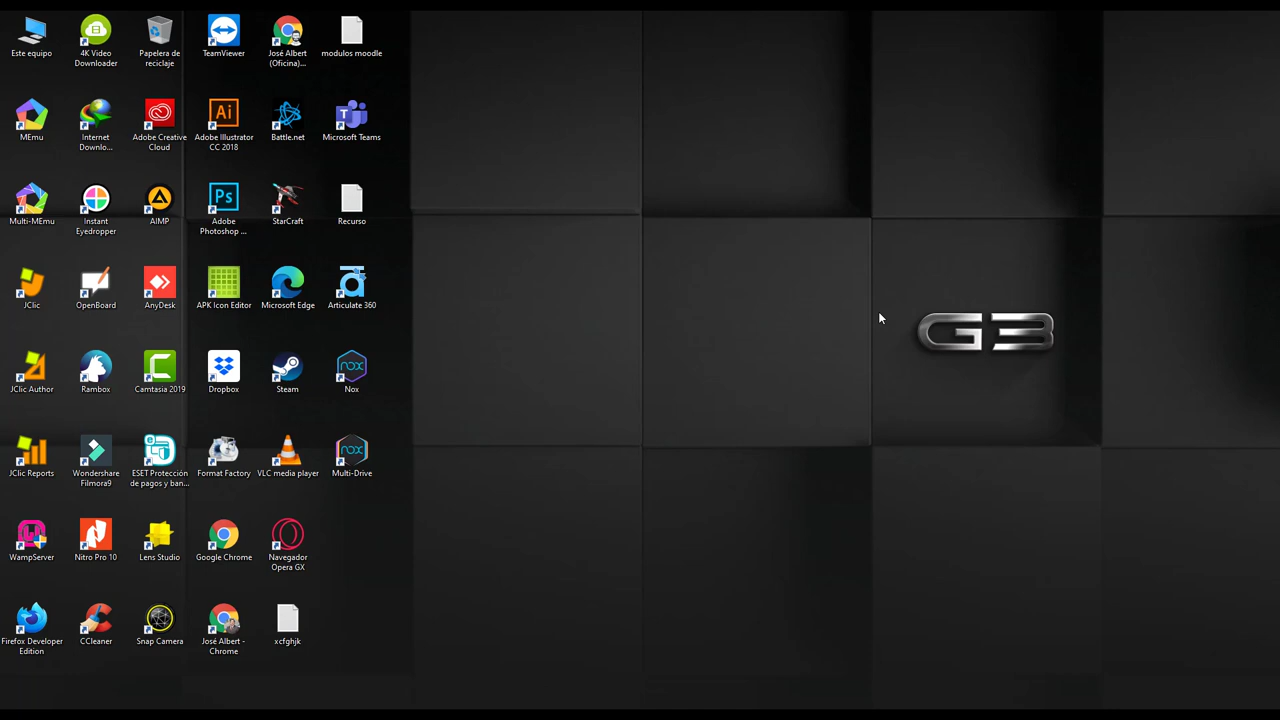 Este equipo
4K Video
Downloader
Papelera de
reciclaje
TeamViewer
José Albert
(Oficina)...
modulos moodle
MEmu
Internet
Downlo...
Adobe Creative
Cloud
Ai
Adobe Illustrator
CC 2018
Battle.net
T
Microsoft Teams
Multi-MEmu
Instant
Eyedropper
AIMP
Ps
Adobe
Photoshop ...
StarCraft
Recurso
JClic
OpenBoard
AnyDesk
APK Icon Editor
Microsoft Edge
Articulate 360
G3
JClic Author
Rambox
C
Camtasia 2019
Dropbox
Steam
nox
Nox
JClic Reports
Wondershare
Filmora9
ESET Protección
de pagos y ban...
Format Factory
VLC media player
nox
Multi-Drive
WampServer
Nitro Pro 10
Lens Studio
Google Chrome
Navegador
Opera GX
Firefox Developer
Edition
CCleaner
Snap Camera
José Albert -
Chrome
xcfghjk